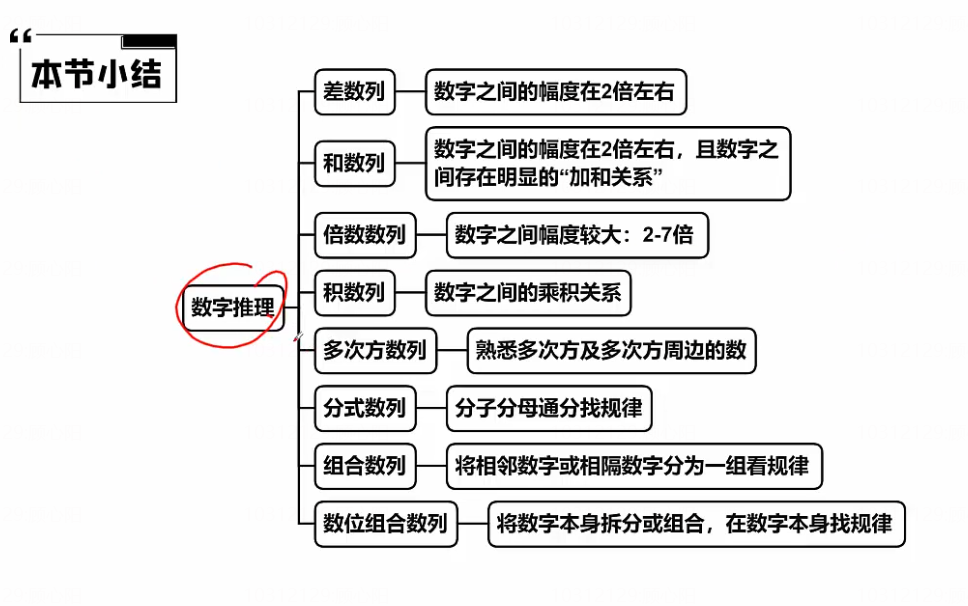 本节小结
差数列
数字之间的幅度在2倍左右
和数列
数字之间的幅度在2倍左右，且数字之
间存在明显的“加和关系”
倍数数列
数字之间幅度较大：2-7倍
数字推理
积数列
数字之间的乘积关系
多次方数列
熟悉多次方及多次方周边的数
分式数列
分子分母通分找规律
组合数列
将相邻数字或相隔数字分为一组看规律
数位组合数列
将数字本身拆分或组合，在数字本身找规律